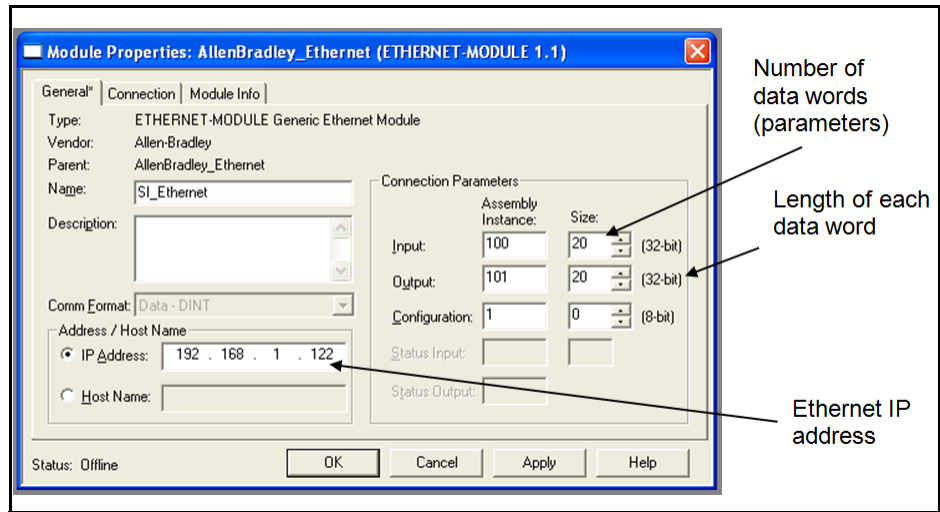 Module Properties: AllenBradley_Ethernet (ETHERNET-MODULE 1.1)
General* Connection Module Info
Type: ETHERNET-MODULE Generic Ethernet Module
Vendor: Allen-Bradley
Parent: AllenBradley_Ethernet
Name: SI_Ethernet
Description:
Comm Format: Data - DINT
Address / Host Name
IP Address: 192 . 168 . 1 . 122
Host Name:
Connection Parameters
Assembly
Instance: Size:
Input: 100 20 (32-bit)
Output: 101 20 (32-bit)
Configuration: 1 0 (8-bit)
Status Input:
Status Output:
Status: Offline
OK Cancel Apply Help
Number of
data words
(parameters)
Length of each
data word
Ethernet IP
address